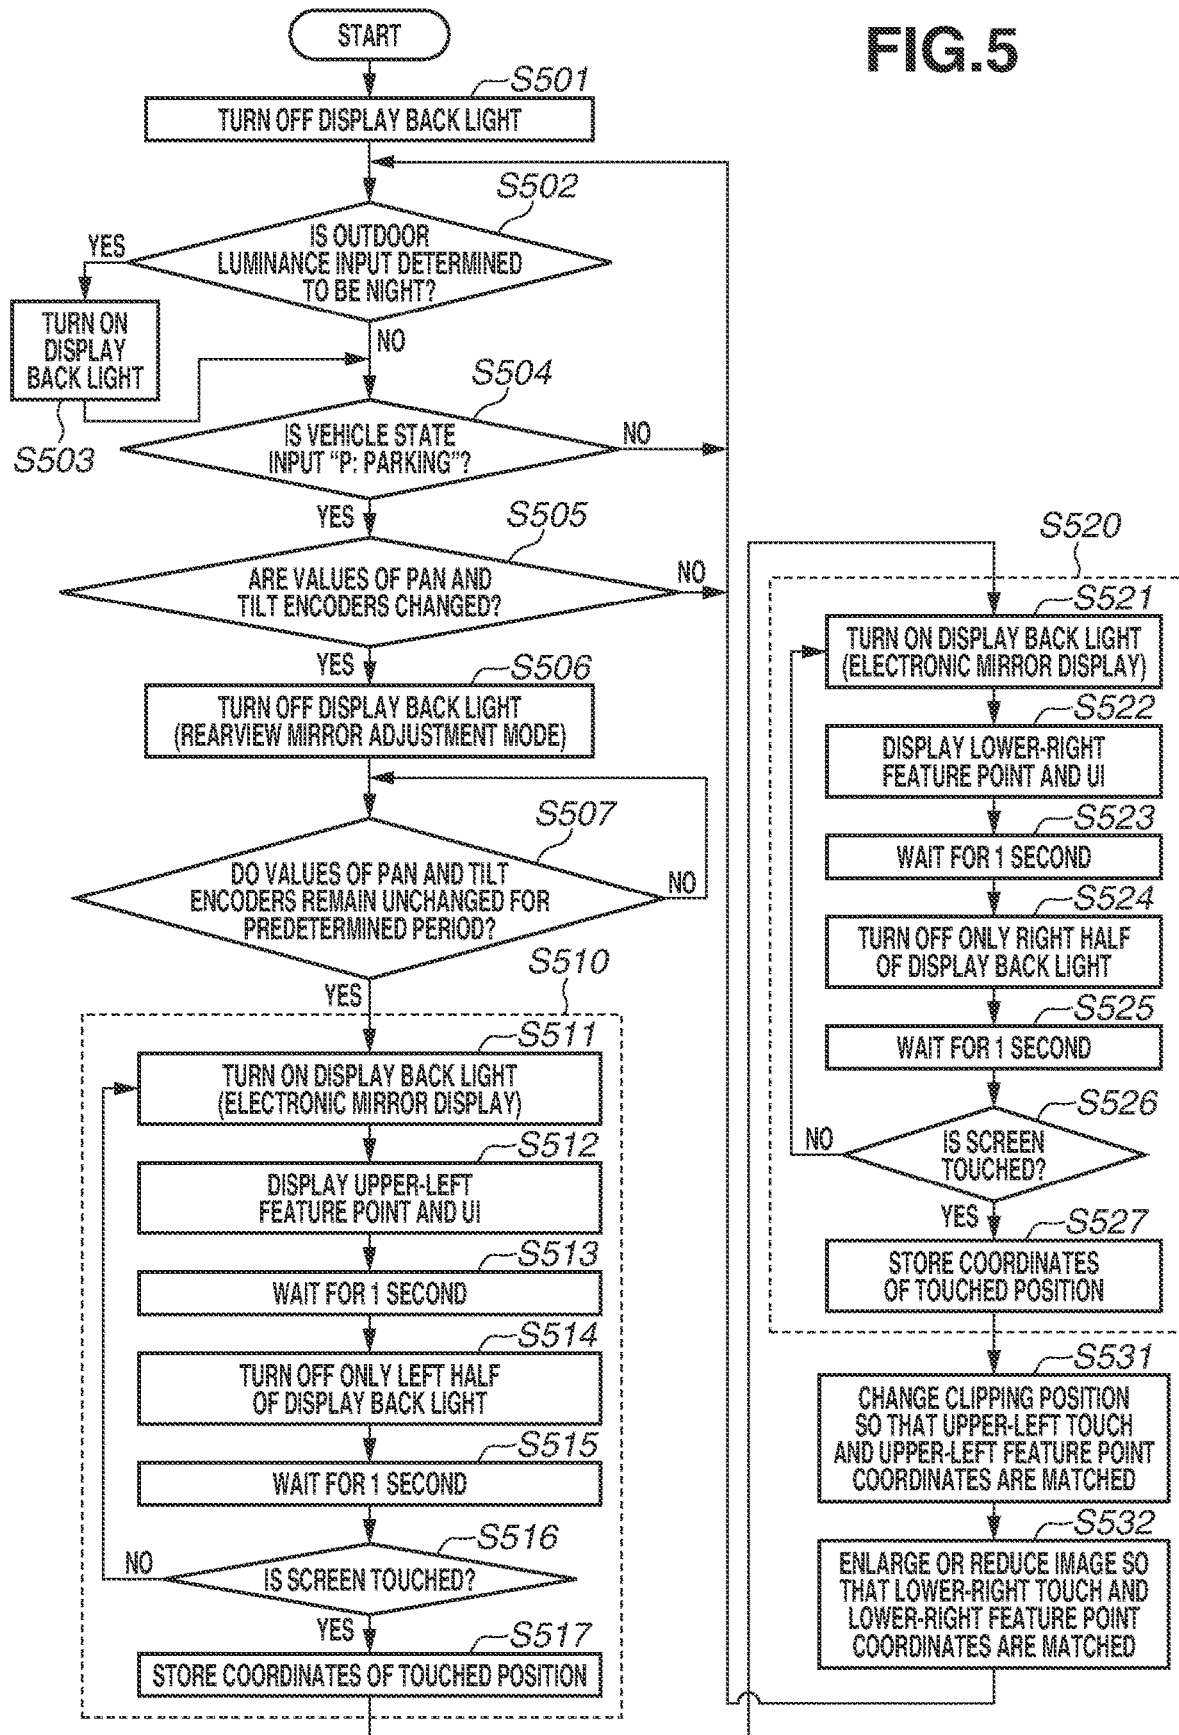 FIG.5
START
S501
TURN OFF DISPLAY BACK LIGHT
S502
IS OUTDOOR
LUMINANCE INPUT DETERMINED
TO BE NIGHT?
YES
NO
TURN ON
DISPLAY
BACK LIGHT
S503
S504
IS VEHICLE STATE
INPUT "P: PARKING"?
NO
YES
S505
ARE VALUES OF PAN AND
TILT ENCODERS CHANGED?
NO
YES
S506
TURN OFF DISPLAY BACK LIGHT
(REARVIEW MIRROR ADJUSTMENT MODE)
S507
DO VALUES OF PAN AND TILT
ENCODERS REMAIN UNCHANGED FOR
PREDETERMINED PERIOD?
NO
YES
S510
S511
TURN ON DISPLAY BACK LIGHT
(ELECTRONIC MIRROR DISPLAY)
S512
DISPLAY UPPER-LEFT
FEATURE POINT AND UI
S513
WAIT FOR 1 SECOND
S514
TURN OFF ONLY LEFT HALF
OF DISPLAY BACK LIGHT
S515
WAIT FOR 1 SECOND
S516
IS SCREEN TOUCHED?
NO
YES
S517
STORE COORDINATES OF TOUCHED POSITION
S520
S521
TURN ON DISPLAY BACK LIGHT
(ELECTRONIC MIRROR DISPLAY)
S522
DISPLAY LOWER-RIGHT
FEATURE POINT AND UI
S523
WAIT FOR 1 SECOND
S524
TURN OFF ONLY RIGHT HALF
OF DISPLAY BACK LIGHT
S525
WAIT FOR 1 SECOND
S526
IS SCREEN
TOUCHED?
NO
YES
S527
STORE COORDINATES
OF TOUCHED POSITION
S531
CHANGE CLIPPING POSITION
SO THAT UPPER-LEFT TOUCH
AND UPPER-LEFT FEATURE POINT
COORDINATES ARE MATCHED
S532
ENLARGE OR REDUCE IMAGE SO
THAT LOWER-RIGHT TOUCH AND
LOWER-RIGHT FEATURE POINT
COORDINATES ARE MATCHED